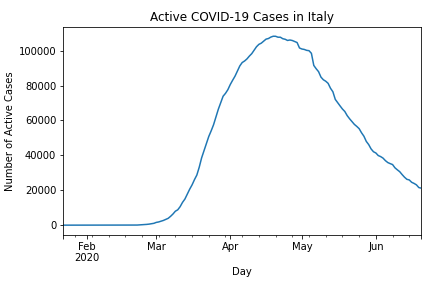 Active COVID-19 Cases in Italy
Number of Active Cases
100000
80000
60000
40000
20000
0
Feb
2020
Mar
Apr
May
Jun
Day